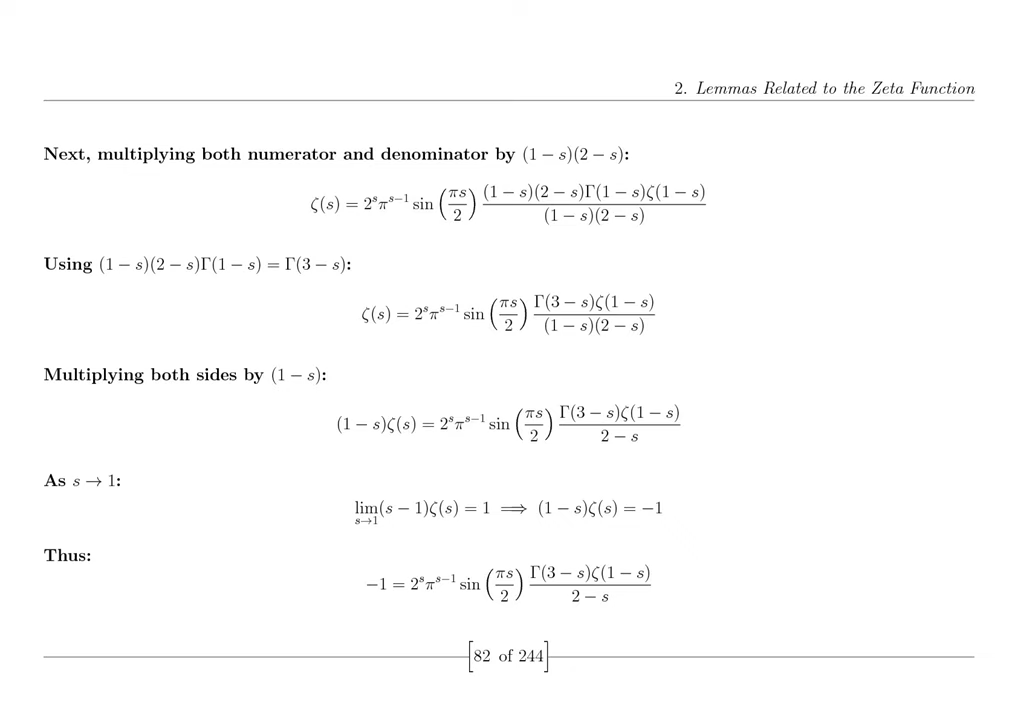 2. Lemmas Related to the Zeta Function
Next, multiplying both numerator and denominator by (1 − s)(2 − s):
ζ(s) = 2^s π^{s−1} sin(πs/2) (1 − s)(2 − s)Γ(1 − s)ζ(1 − s) / (1 − s)(2 − s)
Using (1 − s)(2 − s)Γ(1 − s) = Γ(3 − s):
ζ(s) = 2^s π^{s−1} sin(πs/2) Γ(3 − s)ζ(1 − s) / (1 − s)(2 − s)
Multiplying both sides by (1 − s):
(1 − s)ζ(s) = 2^s π^{s−1} sin(πs/2) Γ(3 − s)ζ(1 − s) / 2 − s
As s → 1:
lim_{s→1}(s − 1)ζ(s) = 1 ⟹ (1 − s)ζ(s) = −1
Thus:
−1 = 2^s π^{s−1} sin(πs/2) Γ(3 − s)ζ(1 − s) / 2 − s
[82 of 244]